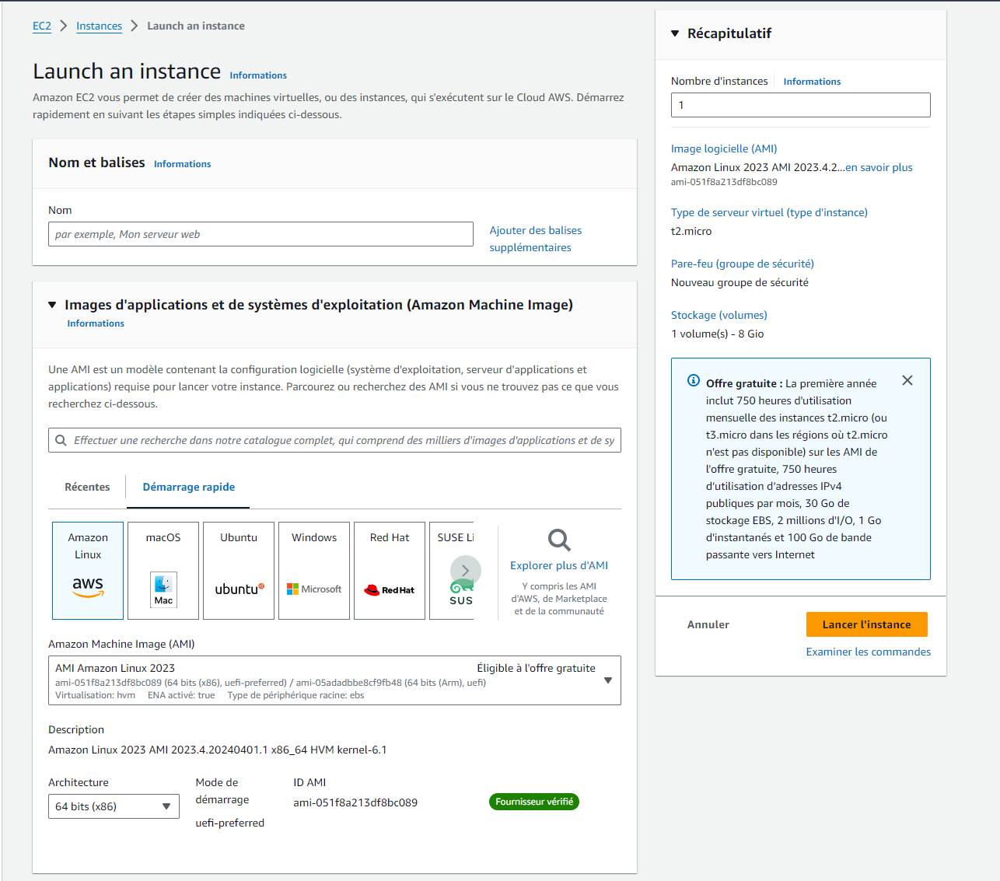 EC2 > Instances > Launch an instance
Launch an instance Informations
Amazon EC2 vous permet de créer des machines virtuelles, ou des instances, qui s'exécutent sur le Cloud AWS. Démarrez
rapidement en suivant les étapes simples indiquées ci-dessous.
Nom et balises Informations
Nom
par exemple, Mon serveur web
Ajouter des balises
supplémentaires
Images d'applications et de systèmes d'exploitation (Amazon Machine Image)
Informations
Une AMI est un modèle contenant la configuration logicielle (système d'exploitation, serveur d'applications et
applications) requise pour lancer votre instance. Parcourez ou recherchez des AMI si vous ne trouvez pas ce que vous
recherchez ci-dessous.
Effectuer une recherche dans notre catalogue complet, qui comprend des milliers d'images d'applications et de sy
Récentes
Démarrage rapide
Amazon
Linux
aws
macOS
Mac
Ubuntu
ubuntu
Windows
Microsoft
Red Hat
Red Hat
SUSE Li
SUS
Explorer plus d'AMI
Y compris les AMI
d'AWS, de Marketplace
et de la communauté
Amazon Machine Image (AMI)
AMI Amazon Linux 2023
Éligible à l'offre gratuite
ami-051f8a213df8bc089 (64 bits (x86), uefi-preferred) / ami-05adadbbe8cf9fb48 (64 bits (Arm), uefi)
Virtualisation: hvm ENA activé: true Type de périphérique racine: ebs
Description
Amazon Linux 2023 AMI 2023.4.20240401.1 x86_64 HVM kernel-6.1
Architecture
64 bits (x86)
Mode de
démarrage
uefi-preferred
ID AMI
ami-051f8a213df8bc089
Fournisseur vérifié
Récapitulatif
Nombre d'instances Informations
1
Image logicielle (AMI)
Amazon Linux 2023 AMI 2023.4.2...en savoir plus
ami-051f8a213df8bc089
Type de serveur virtuel (type d'instance)
t2.micro
Pare-feu (groupe de sécurité)
Nouveau groupe de sécurité
Stockage (volumes)
1 volume(s) - 8 Gio
Offre gratuite : La première année
inclut 750 heures d'utilisation
mensuelle des instances t2.micro (ou
t3.micro dans les régions où t2.micro
n'est pas disponible) sur les AMI de
l'offre gratuite, 750 heures
d'utilisation d'adresses IPv4
publiques par mois, 30 Go de
stockage EBS, 2 millions d'I/O, 1 Go
d'instantanés et 100 Go de bande
passante vers Internet
Annuler
Lancer l'instance
Examiner les commandes